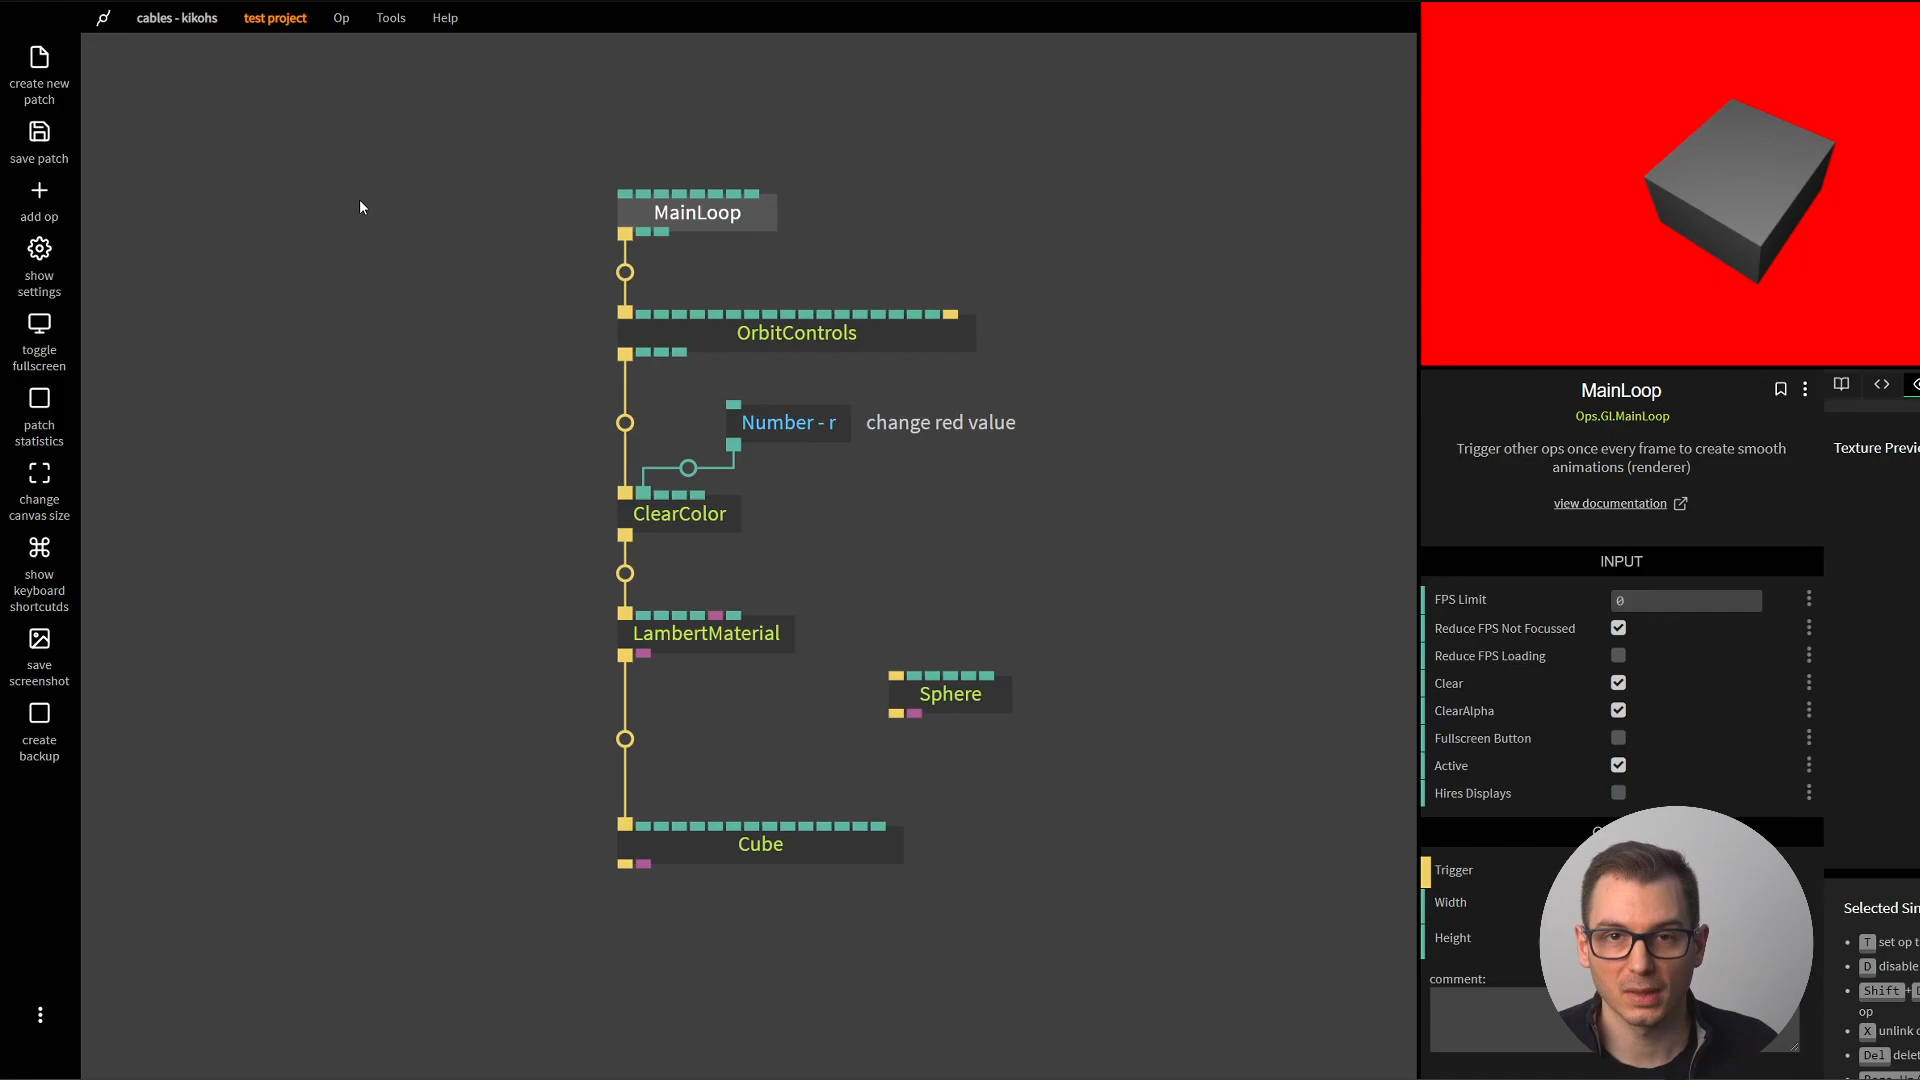 cables - kikohs
test project
Op
Tools
Help
create new
patch
save patch
add op
show
settings
toggle
fullscreen
patch
statistics
change
canvas size
show
keyboard
shortcutds
save
screenshot
create
backup
MainLoop
OrbitControls
Number - r
change red value
ClearColor
LambertMaterial
Sphere
Cube
MainLoop
Ops.Gl.MainLoop
Trigger other ops once every frame to create smooth
animations (renderer)
view documentation
INPUT
FPS Limit
0
Reduce FPS Not Focussed
Reduce FPS Loading
Clear
ClearAlpha
Fullscreen Button
Active
Hires Displays
Trigger
Width
Height
comment:
Texture
Selected
T set op
D disable
Shift +
op
X unlink
Del